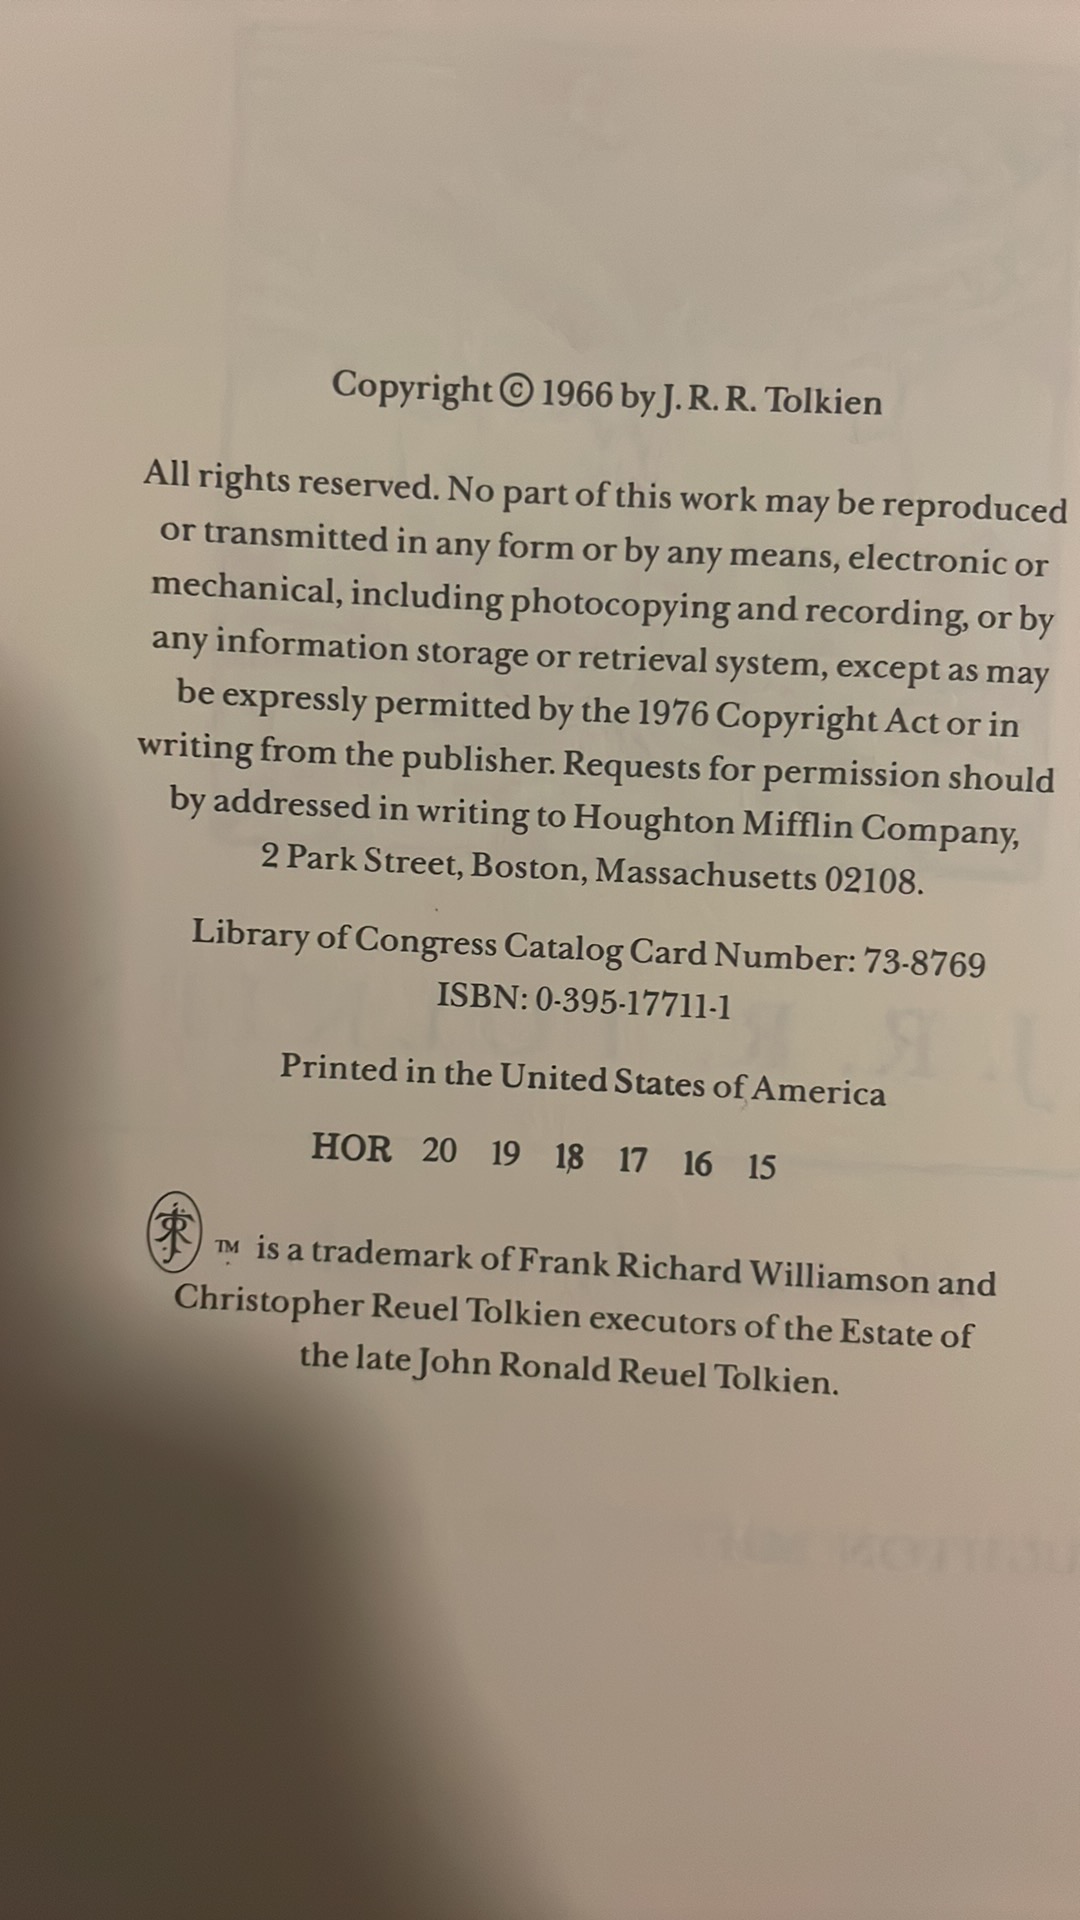 Copyright © 1966 by J. R. R. Tolkien
All rights reserved. No part of this work may be reproduced
or transmitted in any form or by any means, electronic or
mechanical, including photocopying and recording, or by
any information storage or retrieval system, except as may
be expressly permitted by the 1976 Copyright Act or in
writing from the publisher. Requests for permission should
by addressed in writing to Houghton Mifflin Company,
2 Park Street, Boston, Massachusetts 02108.
Library of Congress Catalog Card Number: 73-8769
ISBN: 0-395-17711-1
Printed in the United States of America
HOR 20 19 18 17 16 15
™ is a trademark of Frank Richard Williamson and
Christopher Reuel Tolkien executors of the Estate of
the late John Ronald Reuel Tolkien.